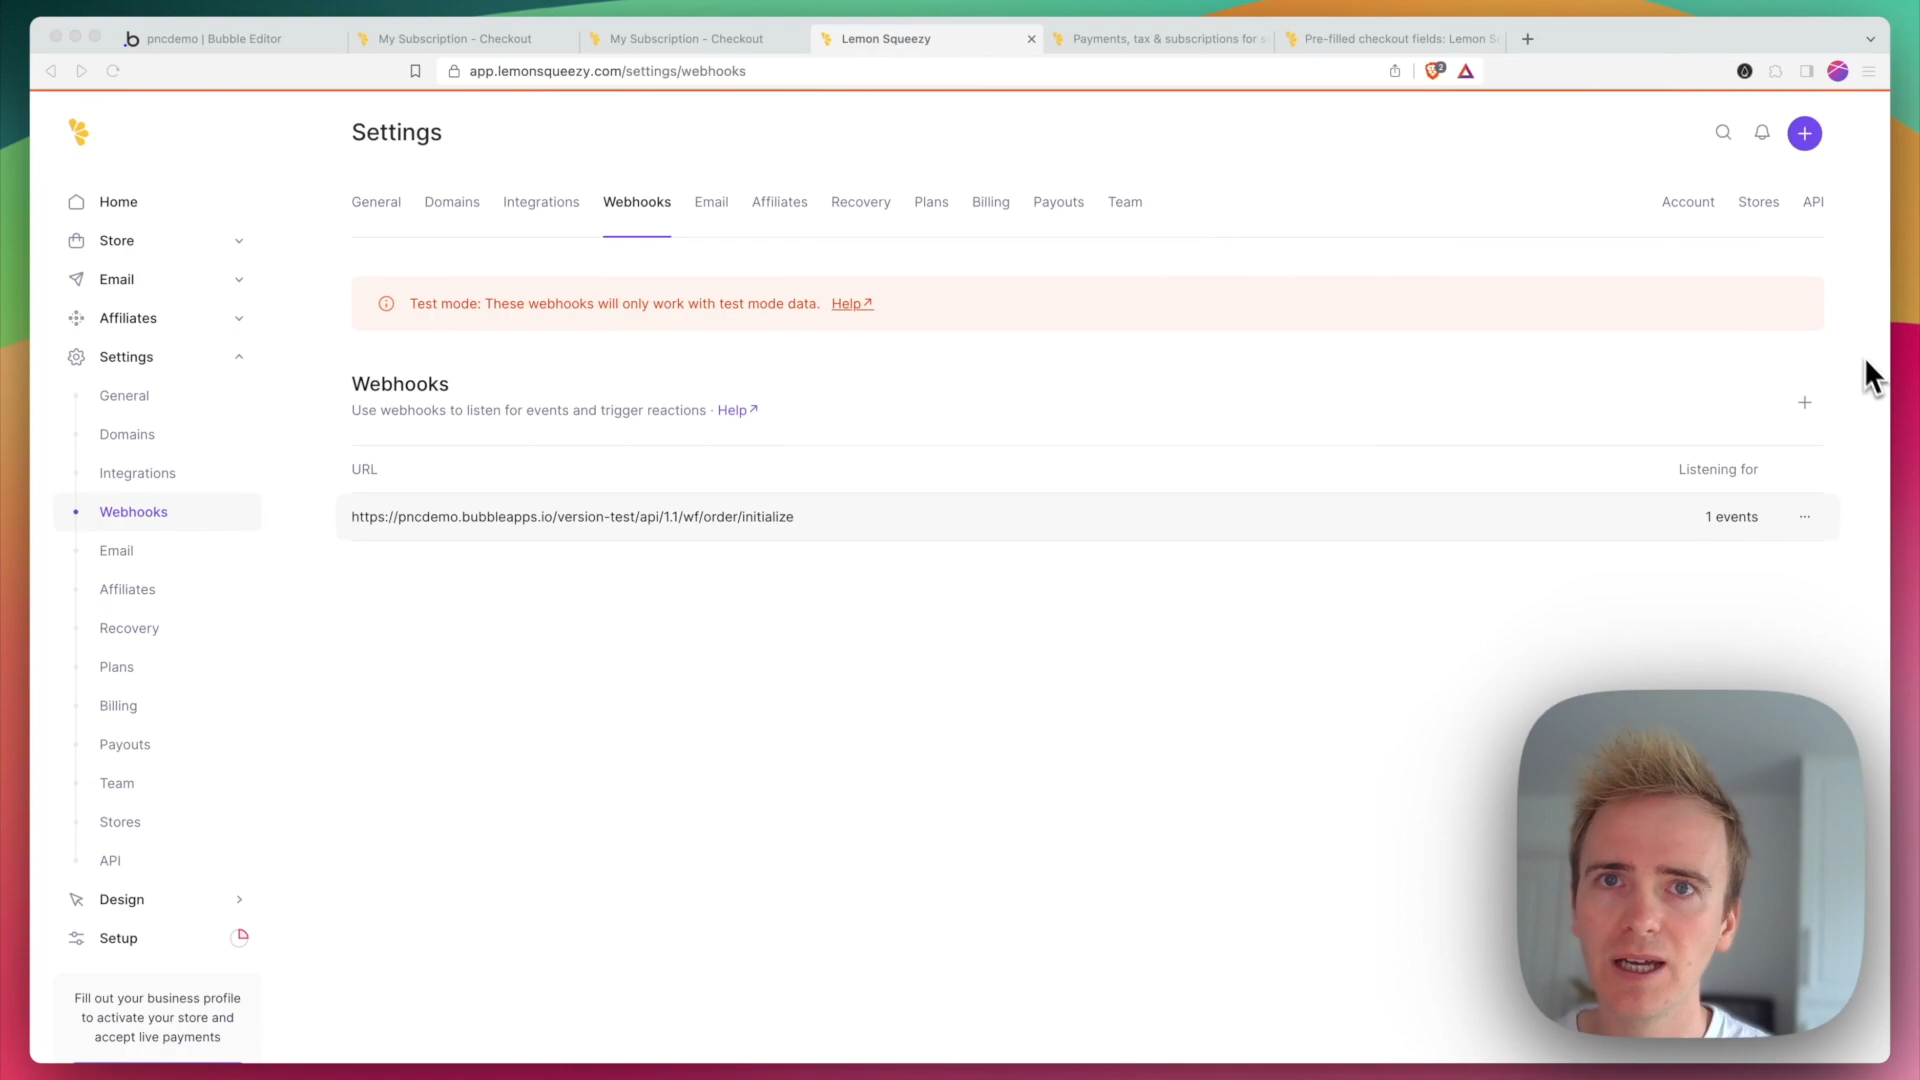 pncdemo | Bubble Editor
My Subscription - Checkout
My Subscription - Checkout
Lemon Squeezy
Payments, tax & subscriptions for s
Pre-filled checkout fields: Lemon S
app.lemonsqueezy.com/settings/webhooks
2
Settings
Home
Store
Email
Affiliates
Settings
General
Domains
Integrations
Webhooks
Email
Affiliates
Recovery
Plans
Billing
Payouts
Team
Stores
API
Design
Setup
Fill out your business profile
to activate your store and
accept live payments
General Domains Integrations Webhooks Email Affiliates Recovery Plans Billing Payouts Team Account Stores API
Test mode: These webhooks will only work with test mode data. Help↗
Webhooks
Use webhooks to listen for events and trigger reactions · Help↗
URL Listening for
https://pncdemo.bubbleapps.io/version-test/api/1.1/wf/order/initialize 1 events